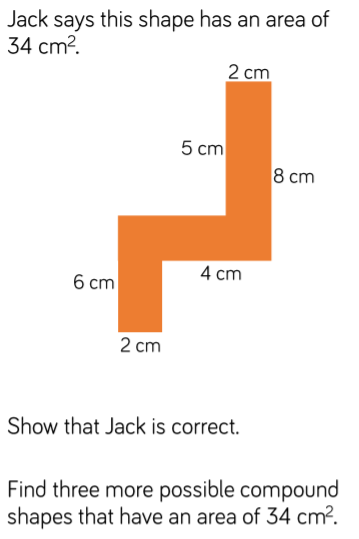 Jack says this shape has an area of
34 cm².
2 cm
5 cm
8 cm
6 cm
4 cm
2 cm
Show that Jack is correct.
Find three more possible compound
shapes that have an area of 34 cm².